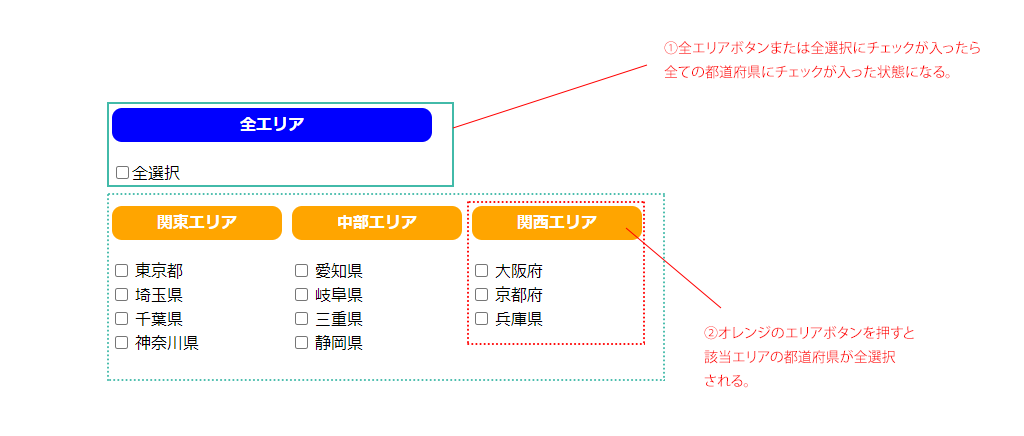 ①全エリアボタンまたは全選択にチェックが入ったら
全ての都道府県にチェックが入った状態になる。
全エリア
全選択
関東エリア
東京都
埼玉県
千葉県
神奈川県
中部エリア
愛知県
岐阜県
三重県
静岡県
関西エリア
大阪府
京都府
兵庫県
②オレンジのエリアボタンを押すと
該当エリアの都道府県が全選択
される。